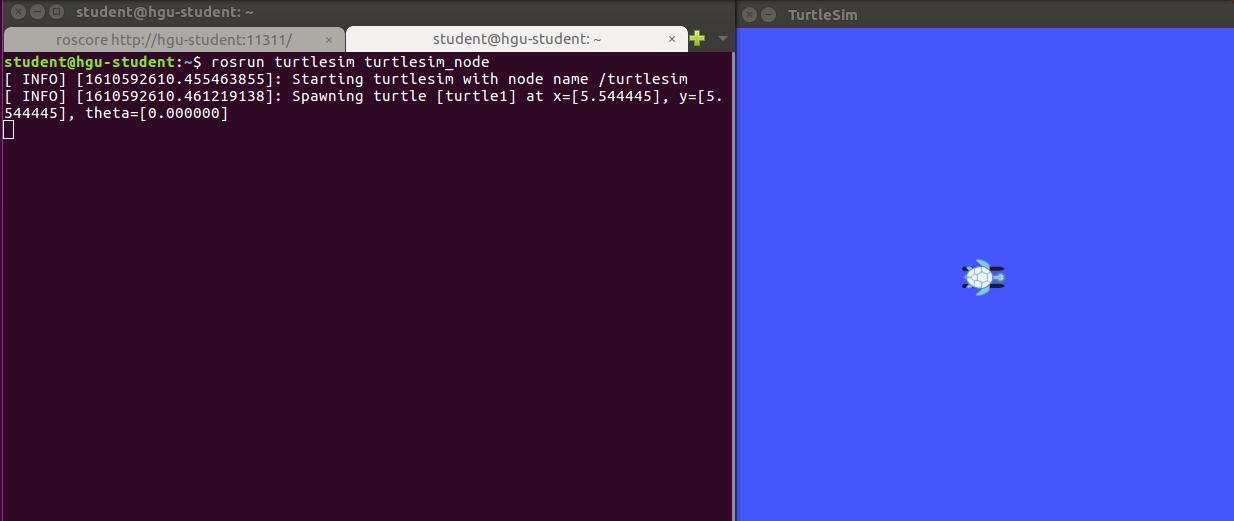 student@hgu-student: ~
TurtleSim
roscore http://hgu-student:11311/ ×
student@hgu-student: ~ ×
student@hgu-student:~$ rosrun turtlesim turtlesim_node
[ INFO] [1610592610.455463855]: Starting turtlesim with node name /turtlesim
[ INFO] [1610592610.461219138]: Spawning turtle [turtle1] at x=[5.544445], y=[5.
544445], theta=[0.000000]